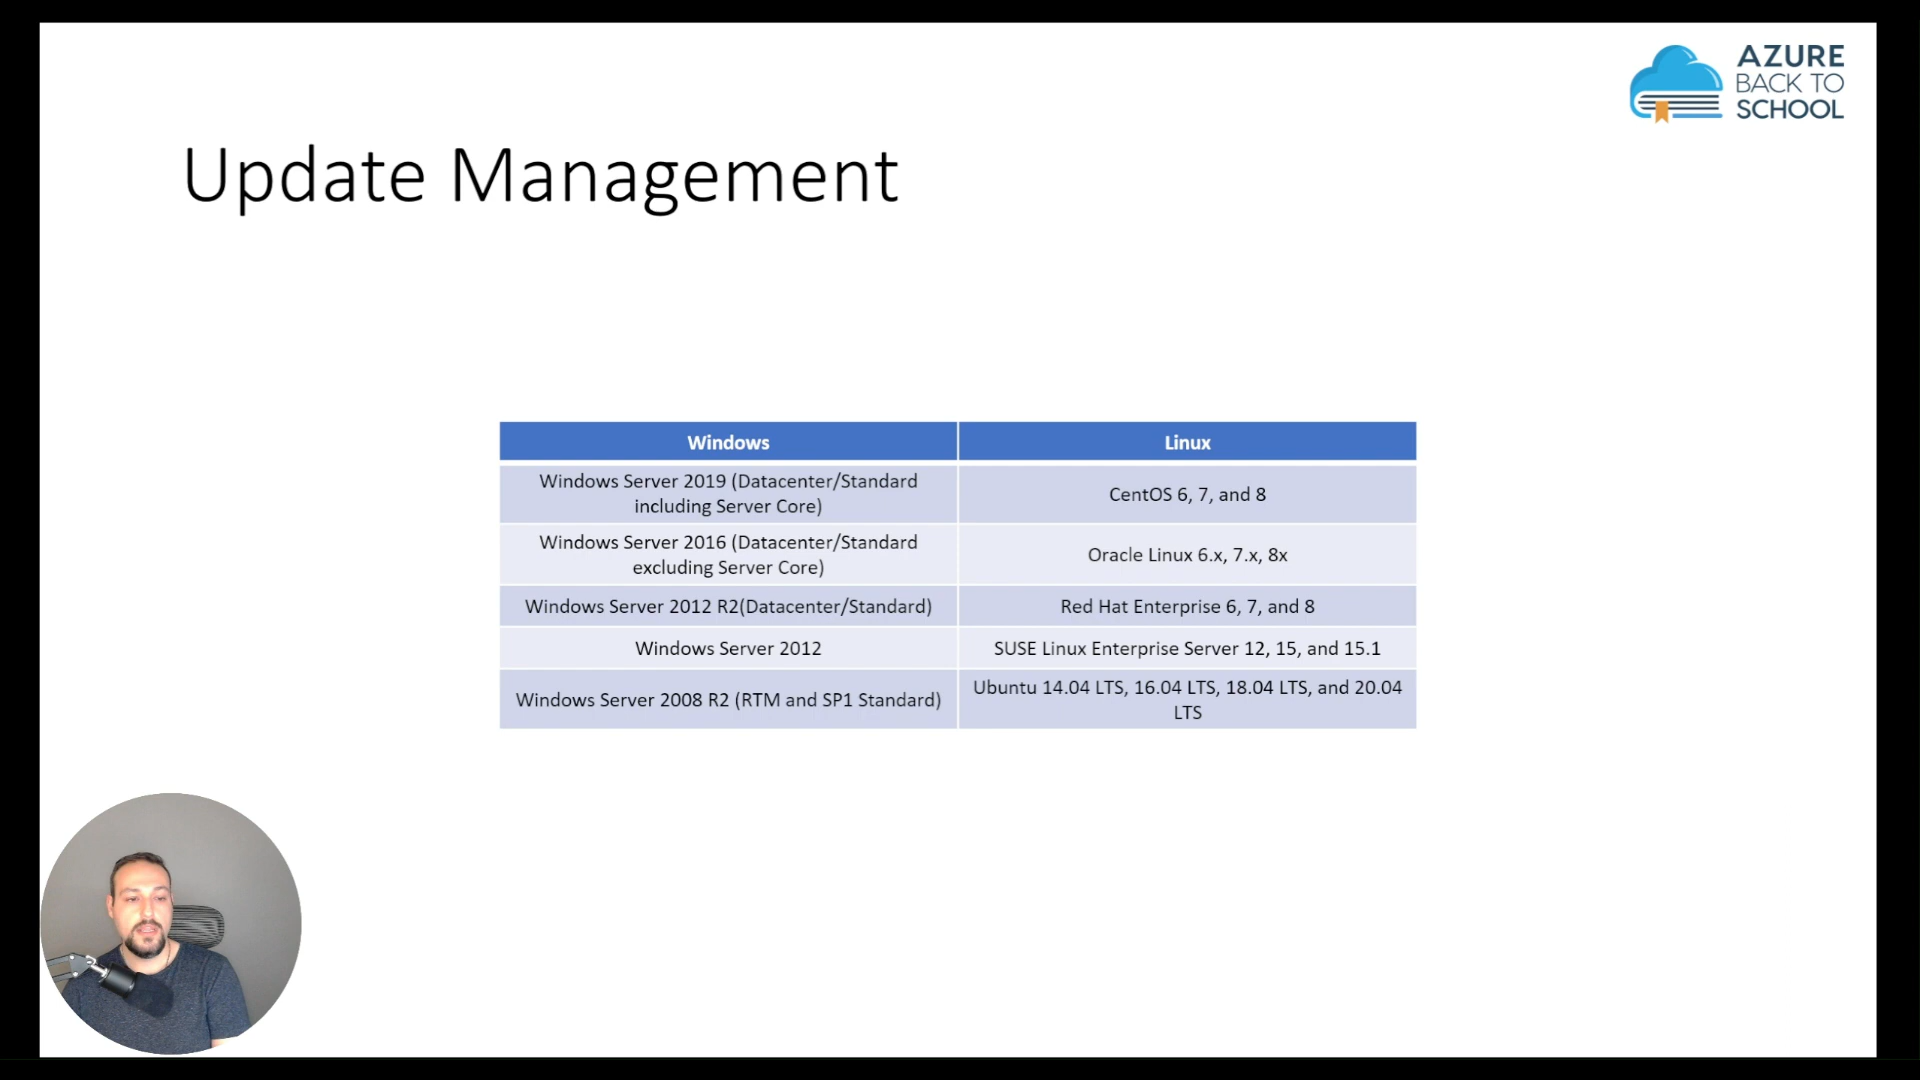 AZURE
BACK TO
SCHOOL
Update Management
Windows
Linux
Windows Server 2019 (Datacenter/Standard
including Server Core)
CentOS 6, 7, and 8
Windows Server 2016 (Datacenter/Standard
excluding Server Core)
Oracle Linux 6.x, 7.x, 8x
Windows Server 2012 R2(Datacenter/Standard)
Red Hat Enterprise 6, 7, and 8
Windows Server 2012
SUSE Linux Enterprise Server 12, 15, and 15.1
Windows Server 2008 R2 (RTM and SP1 Standard)
Ubuntu 14.04 LTS, 16.04 LTS, 18.04 LTS, and 20.04
LTS